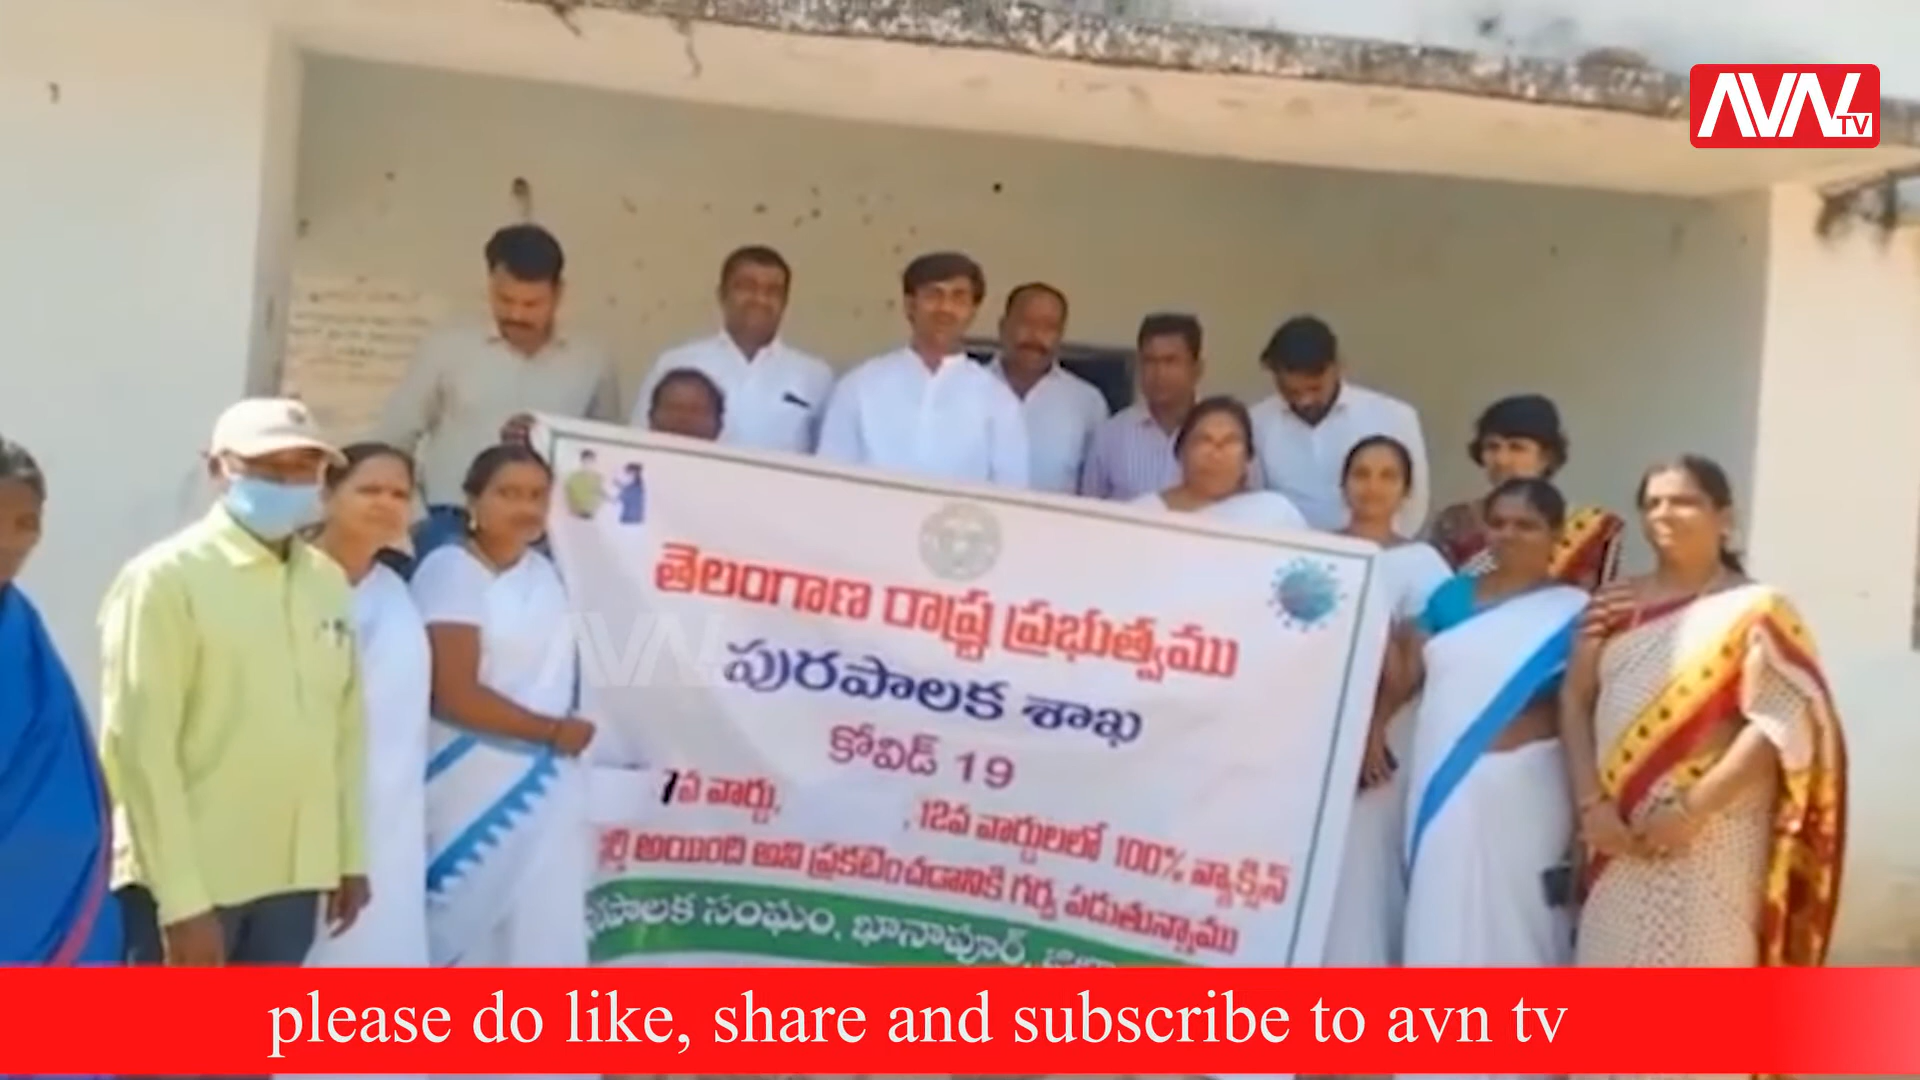 AVN TV
తెలంగాణ రాష్ట్ర ప్రభుత్వము
పురపాలక శాఖ
కోవిడ్ 19
7వ వార్డు, , 12వ వార్డులలో 100% వ్యాక్సిన్
అయింది అని ప్రకటించడానికి గర్వ పడుతున్నాము
సంఘం, ఖానాపూర్,
please do like, share and subscribe to avn tv